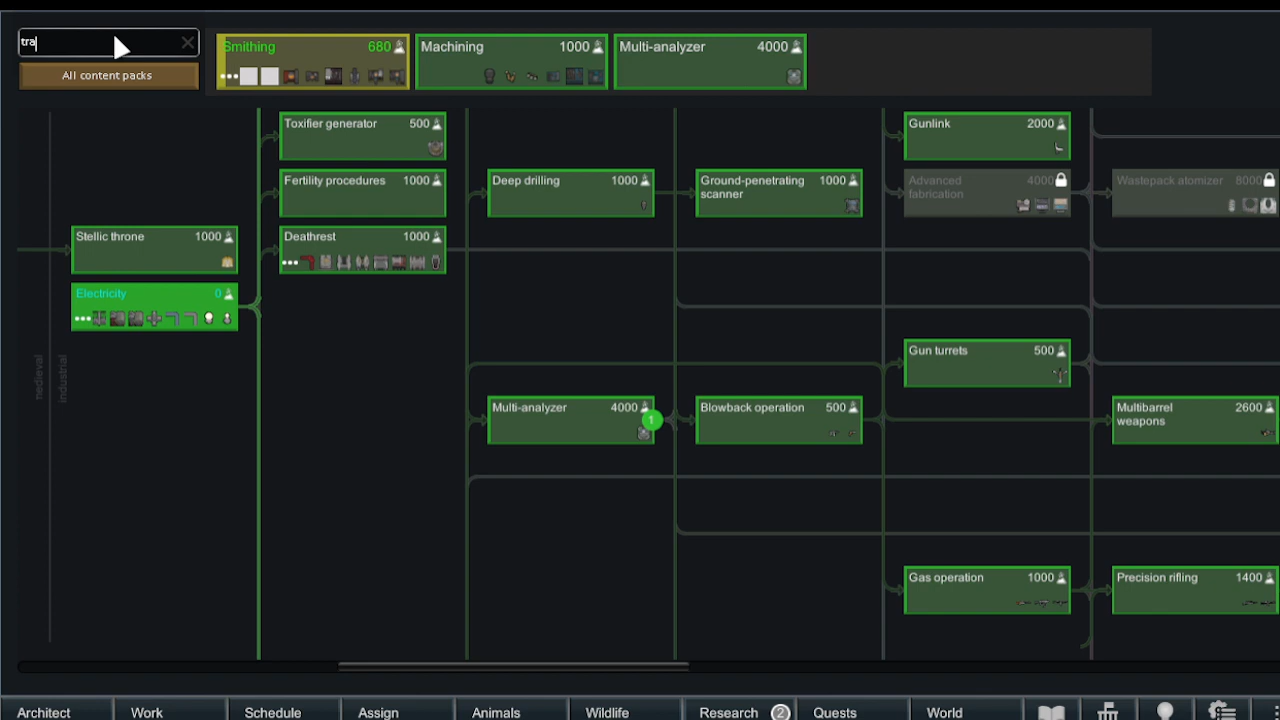 tra
All content packs
Smithing 680
Machining 1000
Multi-analyzer 4000
Toxifier generator 500
Fertility procedures 1000
Stellic throne 1000
Deathrest 1000
Electricity 0
Deep drilling 1000
Ground-penetrating scanner 1000
Gunlink 2000
Advanced fabrication 4000
Wastepack atomizer 8000
medieval
industrial
Gun turrets 500
Multi-analyzer 4000
1
Blowback operation 500
Multibarrel weapons 2600
Gas operation 1000
Precision rifling 1400
Architect
Work
Schedule
Assign
Animals
Wildlife
Research 2
Quests
World